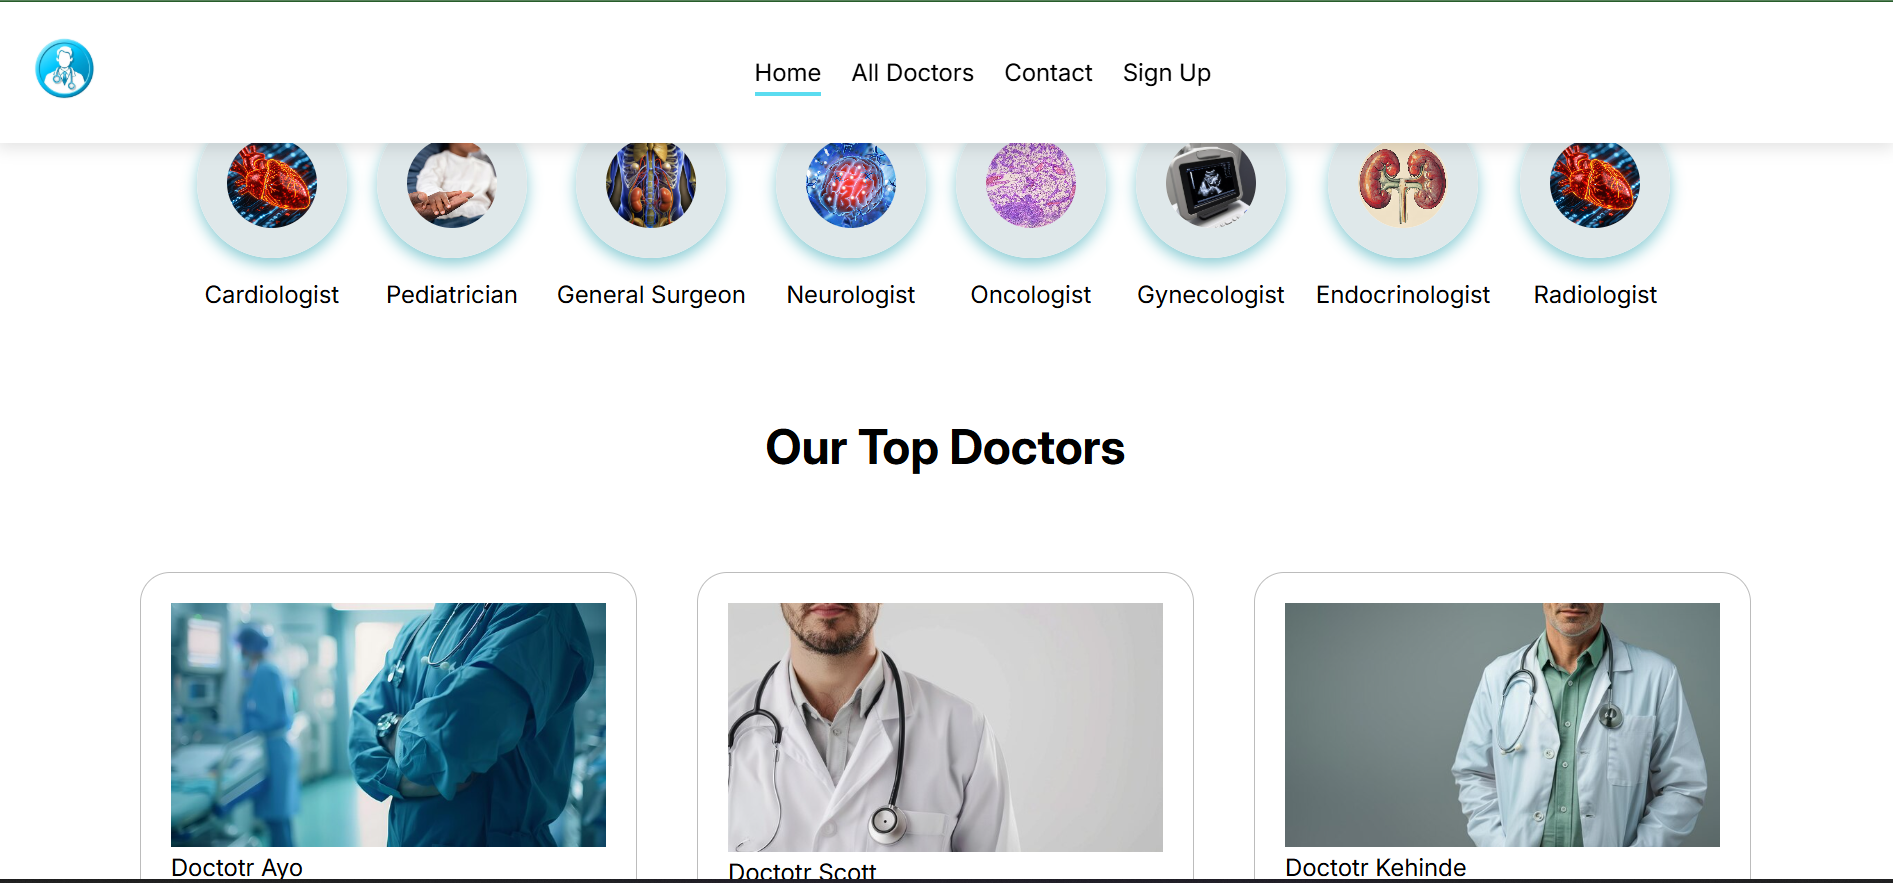 Home All Doctors Contact Sign Up
Cardiologist Pediatrician General Surgeon Neurologist Oncologist Gynecologist Endocrinologist Radiologist
Our Top Doctors
Doctotr Ayo Doctotr Scott Doctotr Kehinde